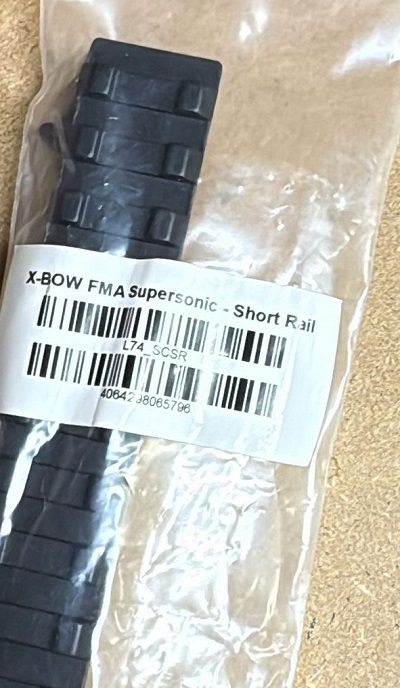 X-BOW FMA Supersonic - Short Rail
L74_SCSR
4064298065796